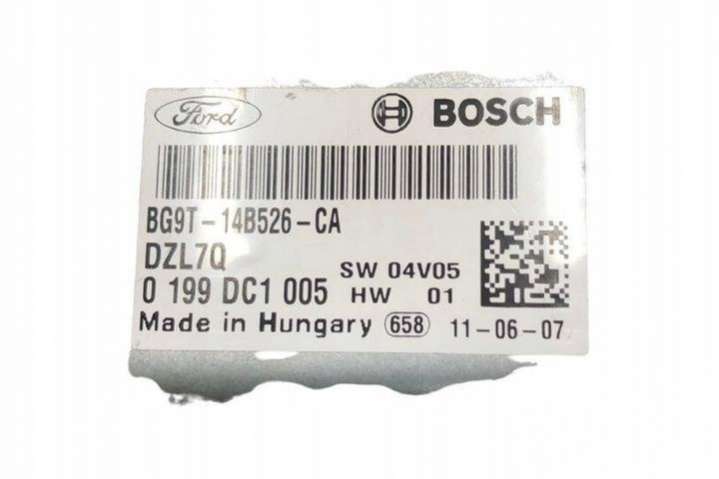 Ford BOSCH
BG9T-14B526-CA
DZL7Q
SW 04V05
0 199 DC1 005 HW 01
Made in Hungary 658 11-06-07